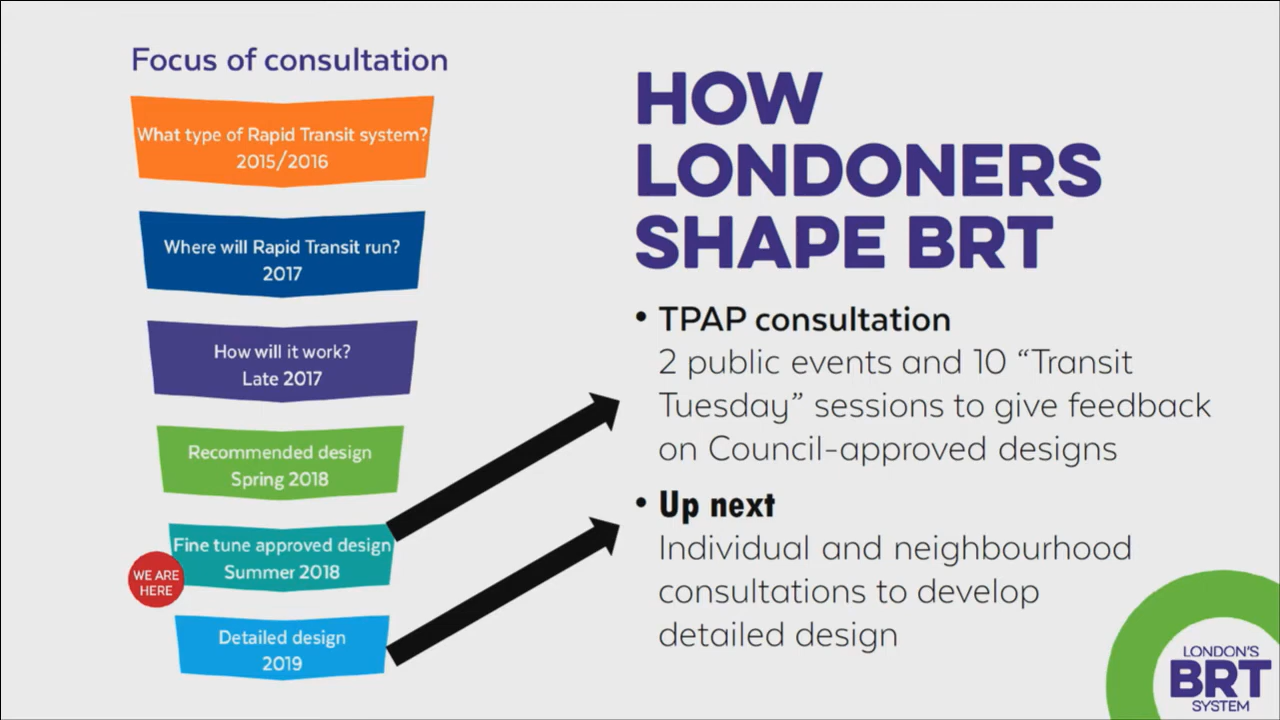 Focus of consultation
What type of Rapid Transit system?
2015/2016
Where will Rapid Transit run?
2017
How will it work?
Late 2017
Recommended design
Spring 2018
Fine tune approved design
Summer 2018
WE ARE
HERE
Detailed design
2019
HOW
LONDONERS
SHAPE BRT
• TPAP consultation
2 public events and 10 “Transit
Tuesday” sessions to give feedback
on Council-approved designs
• Up next
Individual and neighbourhood
consultations to develop
detailed design
LONDON'S
BRT
SYSTEM